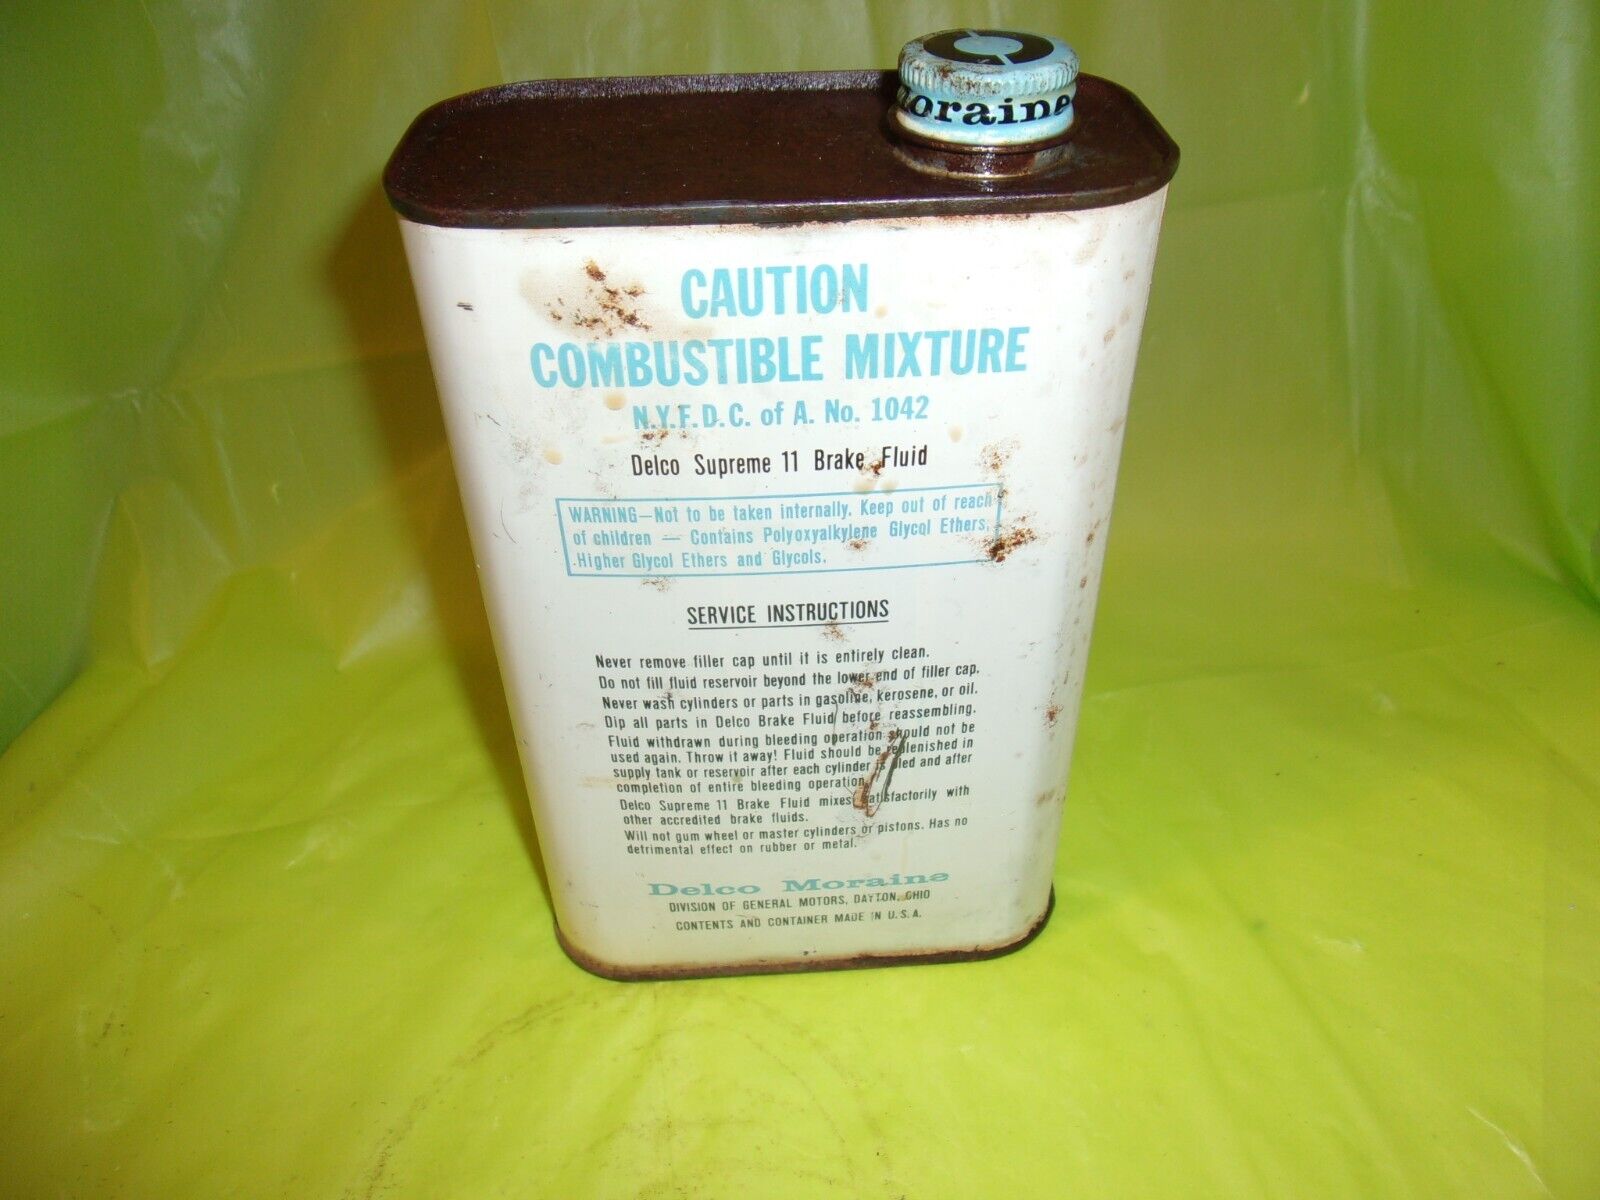 oraine
CAUTION
COMBUSTIBLE MIXTURE
N.Y.F.D.C. of A. No. 1042
Delco Supreme 11 Brake Fluid
WARNING—Not to be taken internally. Keep out of reach
of children — Contains Polyoxyalkylene Glycol Ethers,
Higher Glycol Ethers and Glycols.
SERVICE INSTRUCTIONS
Never remove filler cap until it is entirely clean.
Do not fill fluid reservoir beyond the lower end of filler cap.
Never wash cylinders or parts in gasoline, kerosene, or oil.
Dip all parts in Delco Brake Fluid before reassembling.
Fluid withdrawn during bleeding operation should not be
used again. Throw it away! Fluid should be replenished in
supply tank or reservoir after each cylinder is bled and after
completion of entire bleeding operation.
Delco Supreme 11 Brake Fluid mixes satisfactorily with
other accredited brake fluids.
Will not gum wheel or master cylinders or pistons. Has no
detrimental effect on rubber or metal.
Delco Moraine
DIVISION OF GENERAL MOTORS, DAYTON, OHIO
CONTENTS AND CONTAINER MADE IN U.S.A.